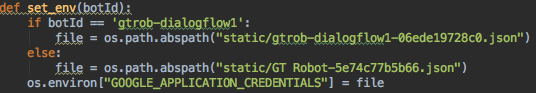 def set_env(botId):
    if botId == 'gtrob-dialogflow1':
        file = os.path.abspath("static/gtrob-dialogflow1-06ede19728c0.json")
    else:
        file = os.path.abspath("static/GT Robot-5e74c77b5b66.json")
    os.environ["GOOGLE_APPLICATION_CREDENTIALS"] = file